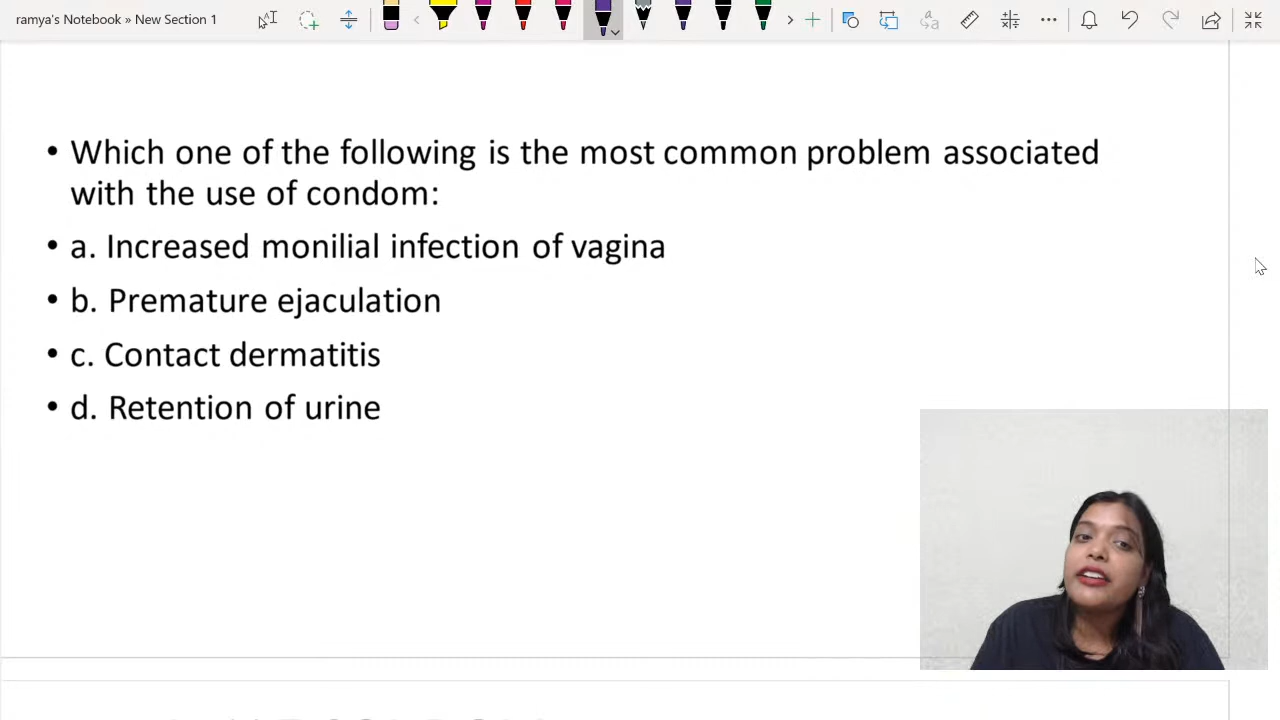 ramya's Notebook » New Section 1
• Which one of the following is the most common problem associated
with the use of condom:
• a. Increased monilial infection of vagina
• b. Premature ejaculation
• c. Contact dermatitis
• d. Retention of urine